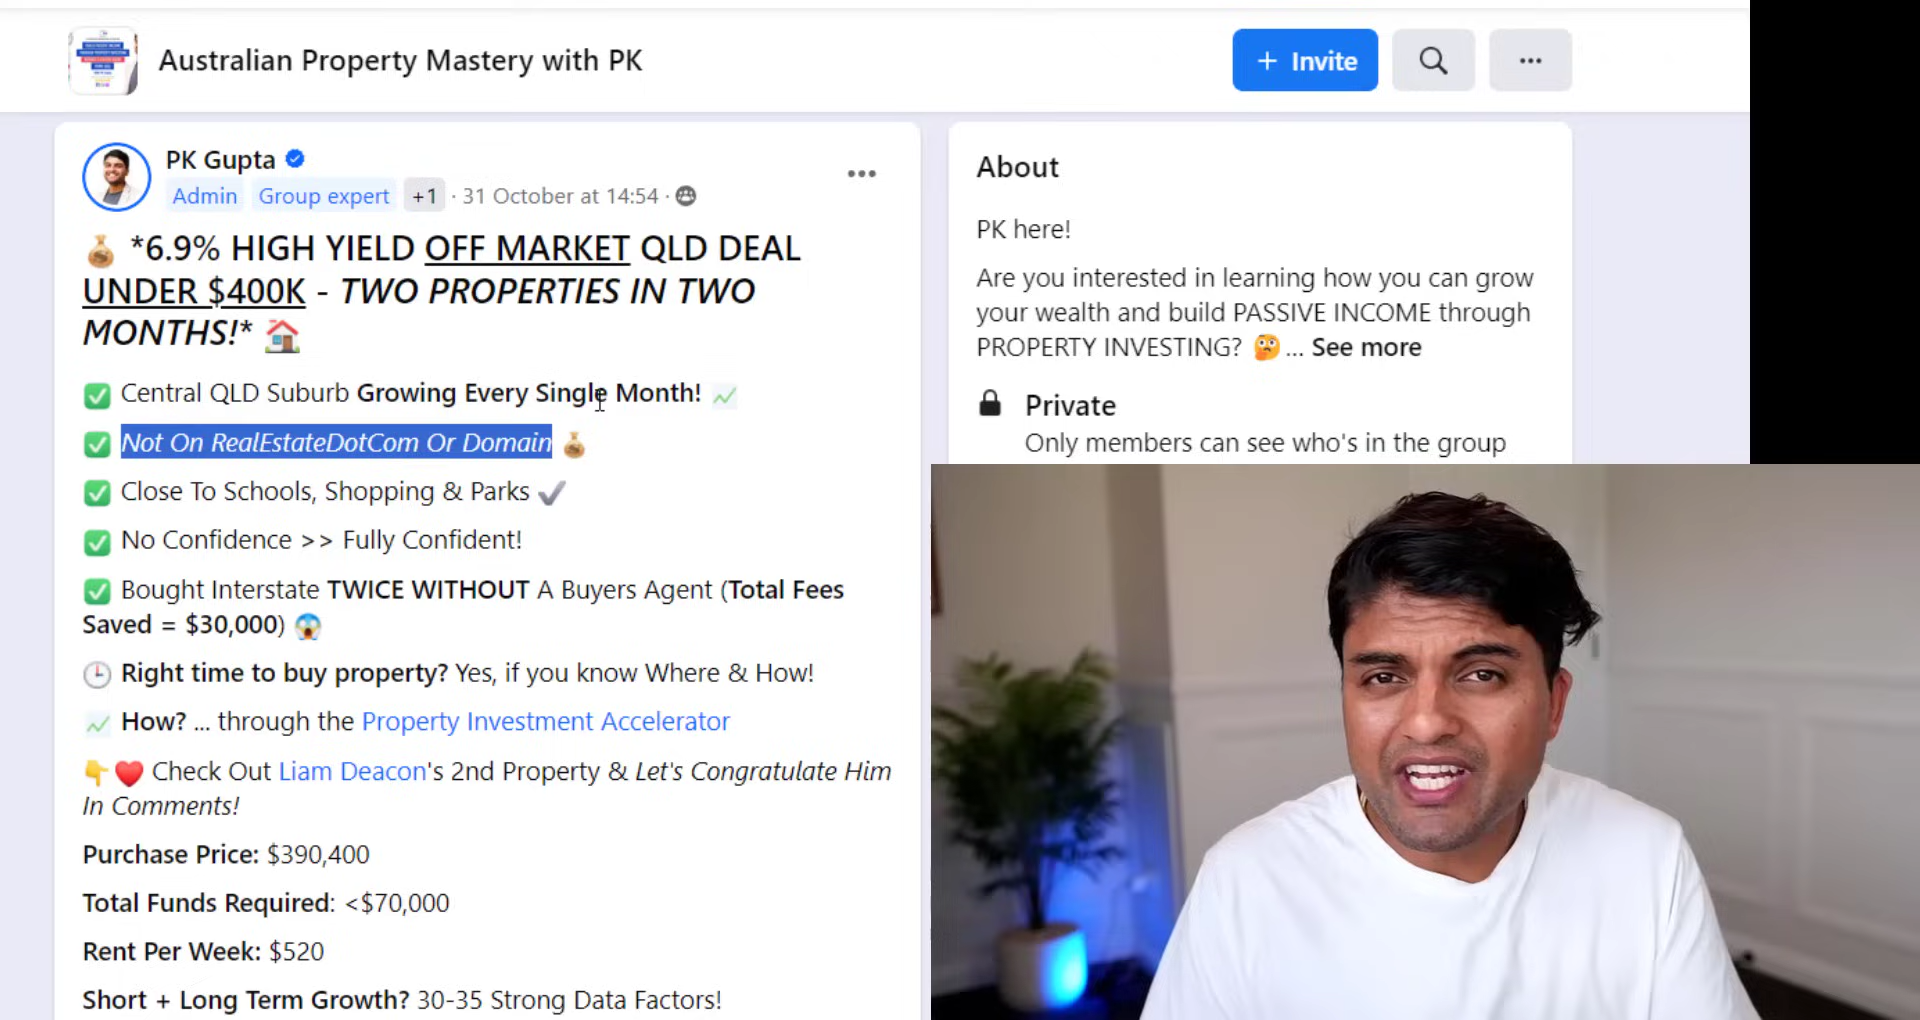 Australian Property Mastery with PK
+ Invite
PK Gupta
Admin Group expert +1 · 31 October at 14:54 ·
💰 *6.9% HIGH YIELD OFF MARKET QLD DEAL
UNDER $400K - TWO PROPERTIES IN TWO
MONTHS!* 🏠
✅ Central QLD Suburb Growing Every Single Month! 📈
✅ Not On RealEstateDotCom Or Domain 💰
✅ Close To Schools, Shopping & Parks ✔️
✅ No Confidence >> Fully Confident!
✅ Bought Interstate TWICE WITHOUT A Buyers Agent (Total Fees
Saved = $30,000) 😱
🕒 Right time to buy property? Yes, if you know Where & How!
📈 How? ... through the Property Investment Accelerator
👇❤️ Check Out Liam Deacon's 2nd Property & Let's Congratulate Him
In Comments!
Purchase Price: $390,400
Total Funds Required: <$70,000
Rent Per Week: $520
Short + Long Term Growth? 30-35 Strong Data Factors!
About
PK here!
Are you interested in learning how you can grow
your wealth and build PASSIVE INCOME through
PROPERTY INVESTING? 🤔 ... See more
Private
Only members can see who's in the group